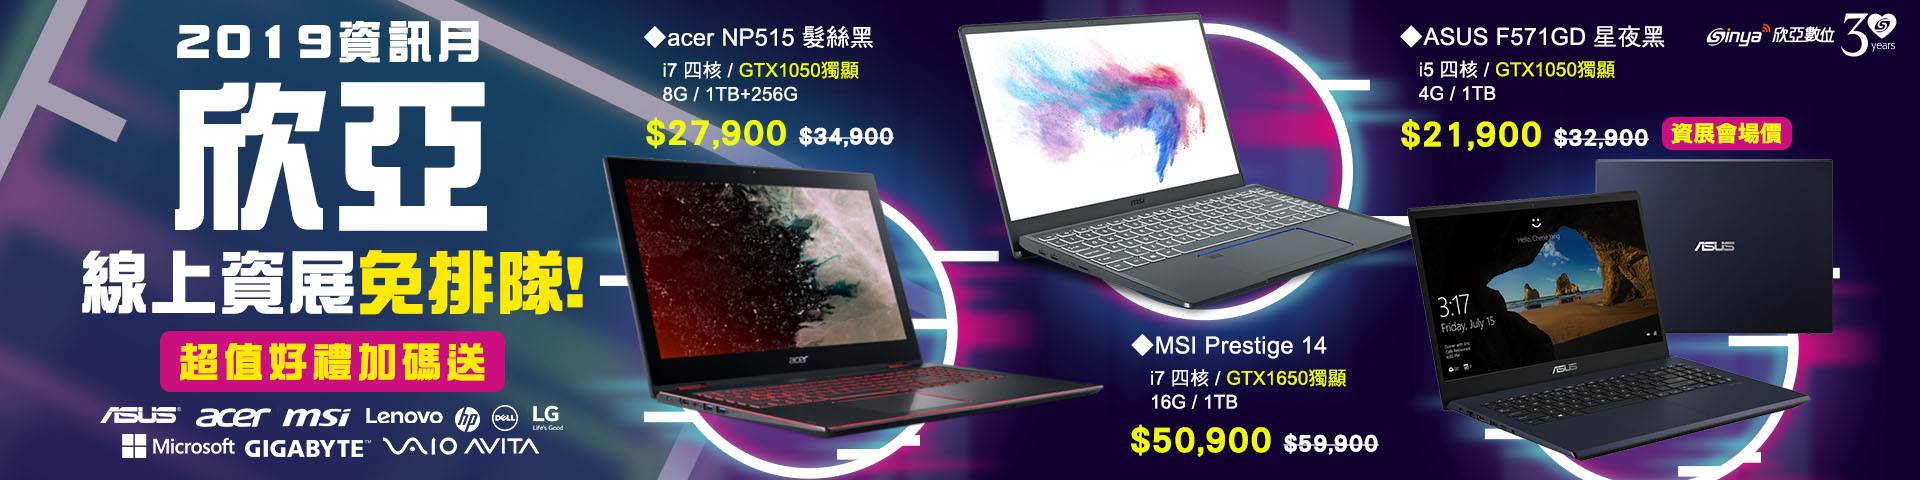 2019資訊月
欣亞
線上資展免排隊!
超值好禮加碼送
ASUS acer msi Lenovo hp DELL LG
Life's Good
Microsoft GIGABYTE™ VAIO AVITA
◆acer NP515 髮絲黑
i7 四核 / GTX1050獨顯
8G / 1TB+256G
$27,900 $34,900
acer
msi
◆MSI Prestige 14
i7 四核 / GTX1650獨顯
16G / 1TB
$50,900 $59,900
◆ASUS F571GD 星夜黑
i5 四核 / GTX1050獨顯
4G / 1TB
$21,900 $32,900 資展會場價
Sinya 欣亞數位 30 years
ASUS
3:17
Friday, July 15
ASUS